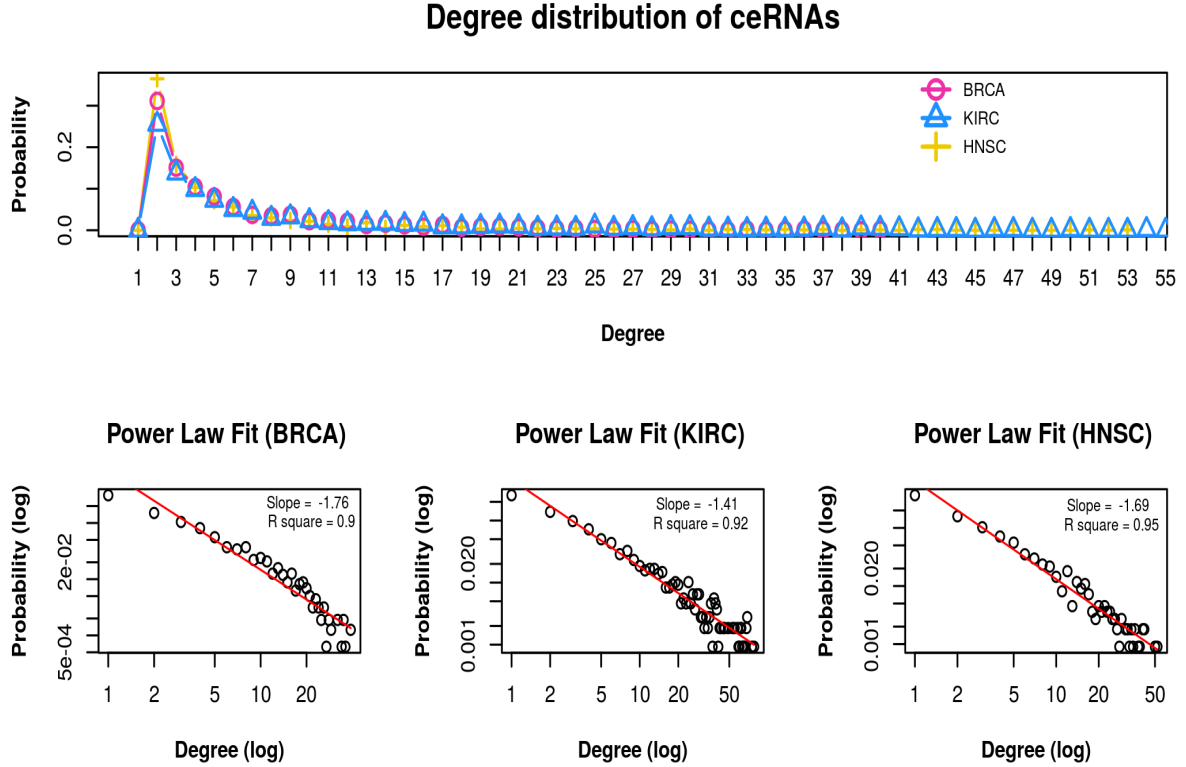 Degree distribution of ceRNAs
Probability
0.0
0.2
BRCA
KIRC
HNSC
1 3 5 7 9 11 13 15 17 19 21 23 25 27 29 31 33 35 37 39 41 43 45 47 49 51 53 55
Degree
Power Law Fit (BRCA)
Slope = -1.76
R square = 0.9
Probability (log)
5e-04 2e-02
1 2 5 10 20
Degree (log)
Power Law Fit (KIRC)
Slope = -1.41
R square = 0.92
Probability (log)
0.001 0.020
1 2 5 10 20 50
Degree (log)
Power Law Fit (HNSC)
Slope = -1.69
R square = 0.95
Probability (log)
0.001 0.020
1 2 5 10 20 50
Degree (log)